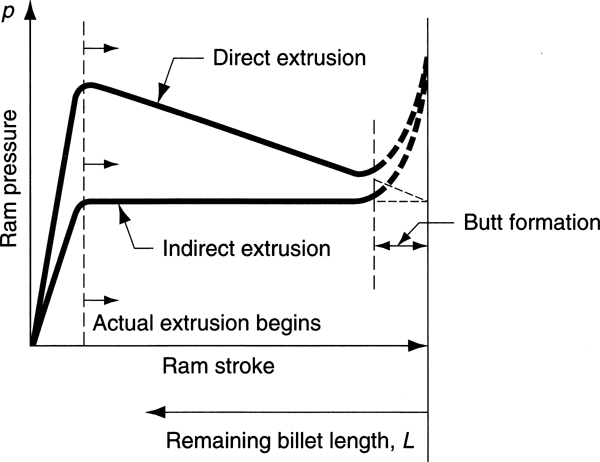 p
Direct extrusion
Ram pressure
Butt formation
Indirect extrusion
Actual extrusion begins
Ram stroke
Remaining billet length, L